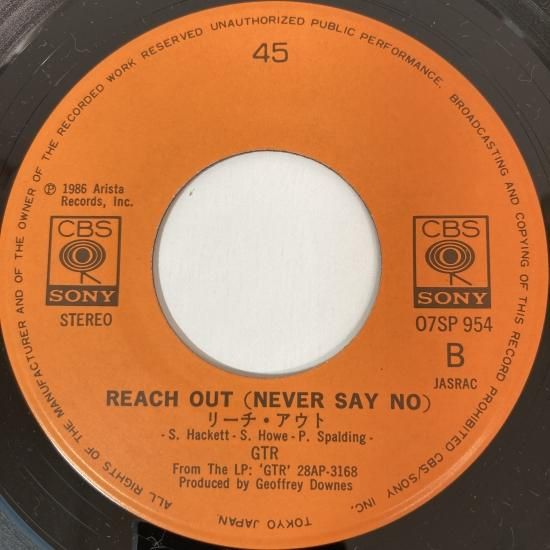 ALL RIGHTS OF THE MANUFACTURER AND OF THE OWNER OF THE RECORDED WORK RESERVED UNAUTHORIZED PUBLIC PERFORMANCE, BROADCASTING AND COPYING OF THIS RECORD PROHIBITED CBS/SONY INC. TOKYO JAPAN.
45
Ⓟ 1986 Arista
Records, Inc.
CBS
SONY
STEREO
CBS
SONY
07SP 954
B
JASRAC
REACH OUT (NEVER SAY NO)
リーチ・アウト
- S. Hackett - S. Howe - P. Spalding -
GTR
From The LP: 'GTR' 28AP-3168
Produced by Geoffrey Downes